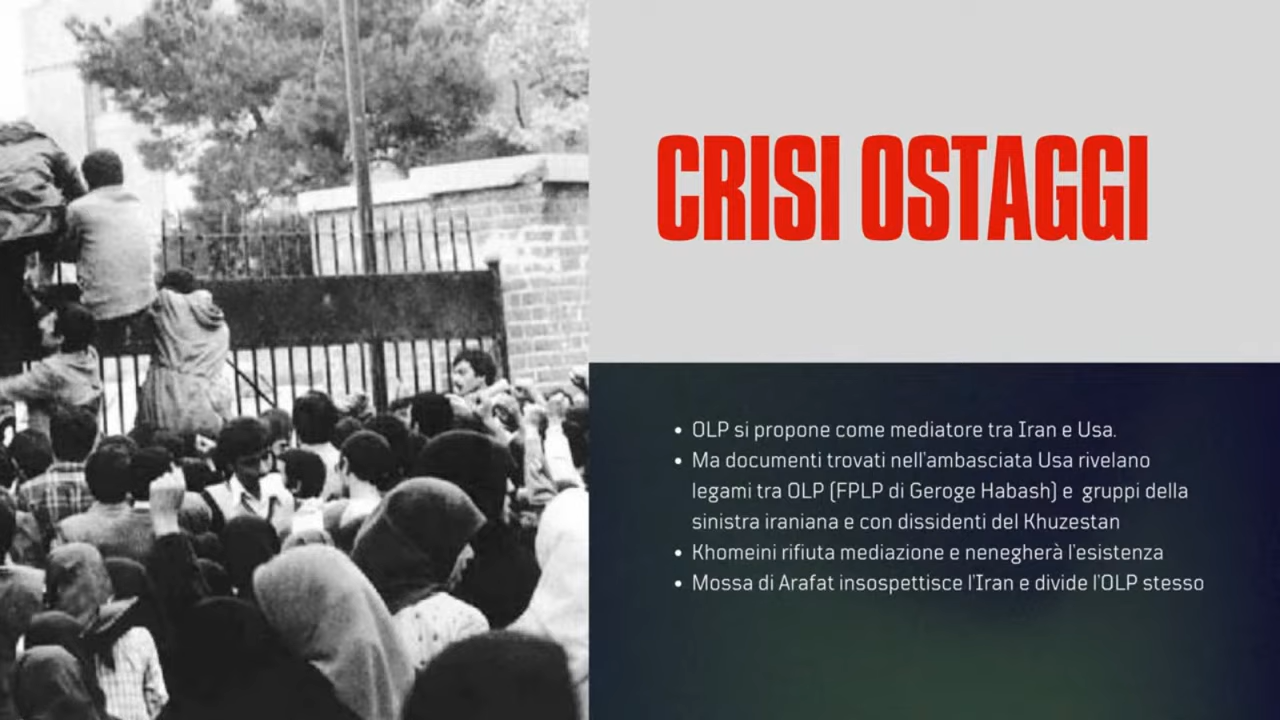 CRISI OSTAGGI
• OLP si propone come mediatore tra Iran e Usa.
• Ma documenti trovati nell'ambasciata Usa rivelano
legami tra OLP (FPLP di Geroge Habash) e gruppi della
sinistra iraniana e con dissidenti del Khuzestan
• Khomeini rifiuta mediazione e nenegherà l'esistenza
• Mossa di Arafat insospettisce l'Iran e divide l'OLP stesso